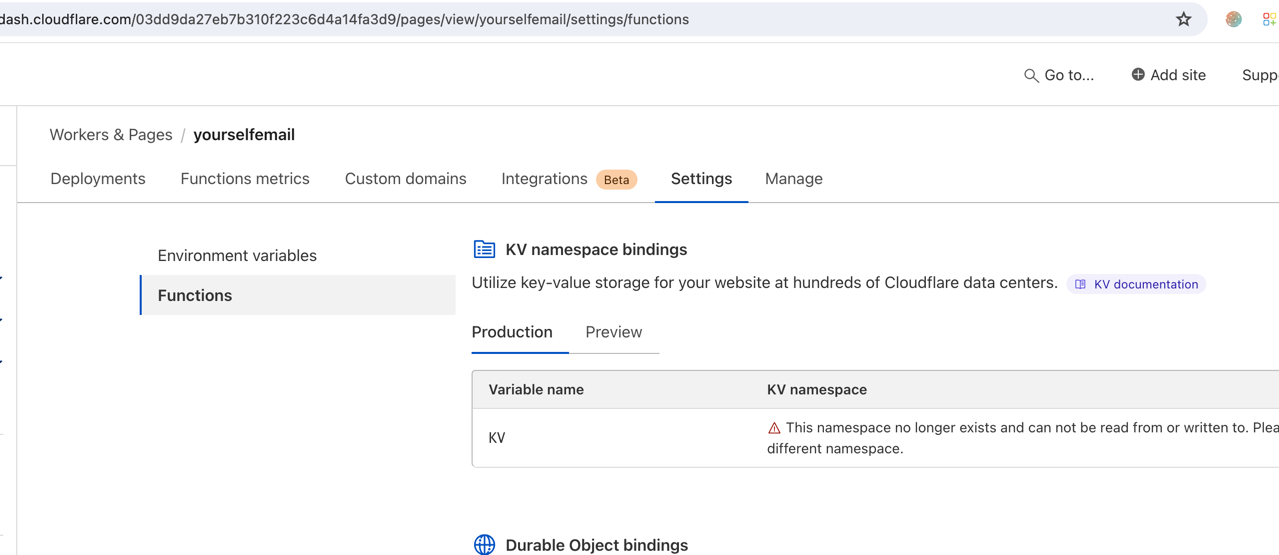 dash.cloudflare.com/03dd9da27eb7b310f223c6d4a14fa3d9/pages/view/yourselfemail/settings/functions
Go to...
Add site
Supp
Workers & Pages / yourselfemail
Deployments
Functions metrics
Custom domains
Integrations Beta
Settings
Manage
Environment variables
Functions
KV namespace bindings
Utilize key-value storage for your website at hundreds of Cloudflare data centers. KV documentation
Production
Preview
Variable name
KV namespace
KV
This namespace no longer exists and can not be read from or written to. Plea
different namespace.
Durable Object bindings